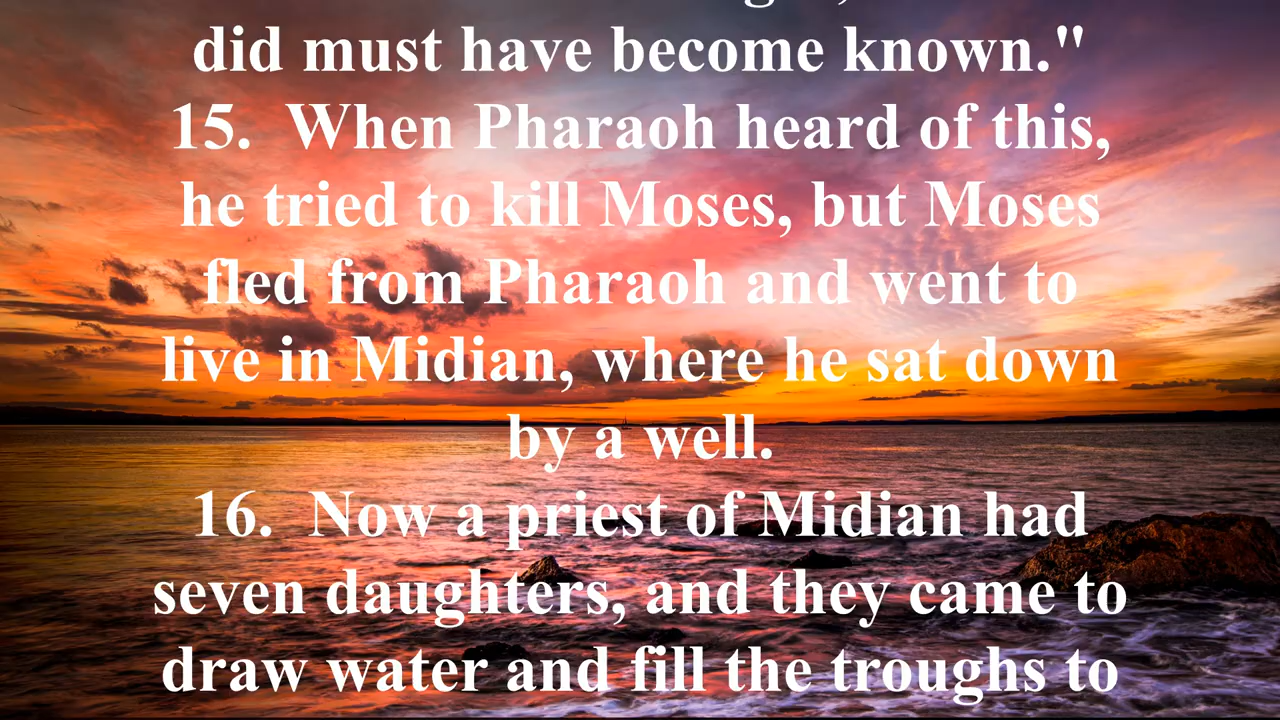 did must have become known."
15. When Pharaoh heard of this,
he tried to kill Moses, but Moses
fled from Pharaoh and went to
live in Midian, where he sat down
by a well.
16. Now a priest of Midian had
seven daughters, and they came to
draw water and fill the troughs to